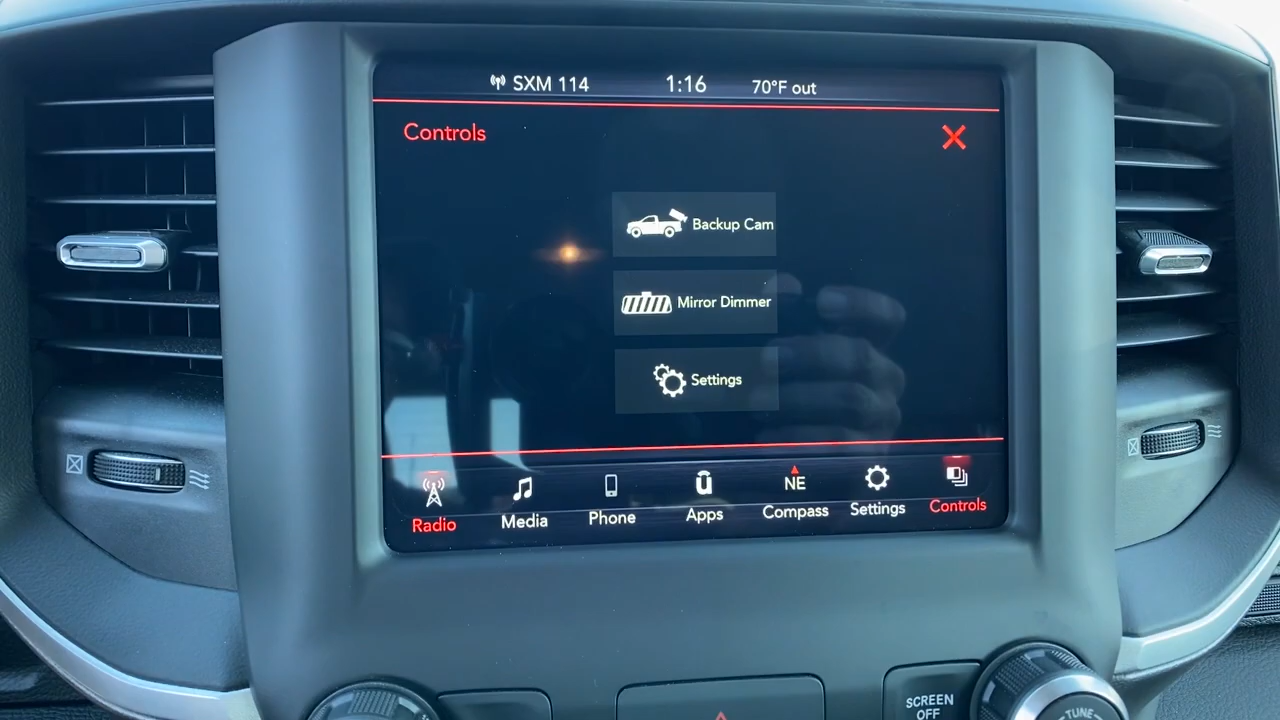 SXM 114 1:16 70°F out
Controls
Backup Cam
Mirror Dimmer
Settings
NE
Radio Media Phone Apps Compass Settings Controls
SCREEN
OFF
TUNE